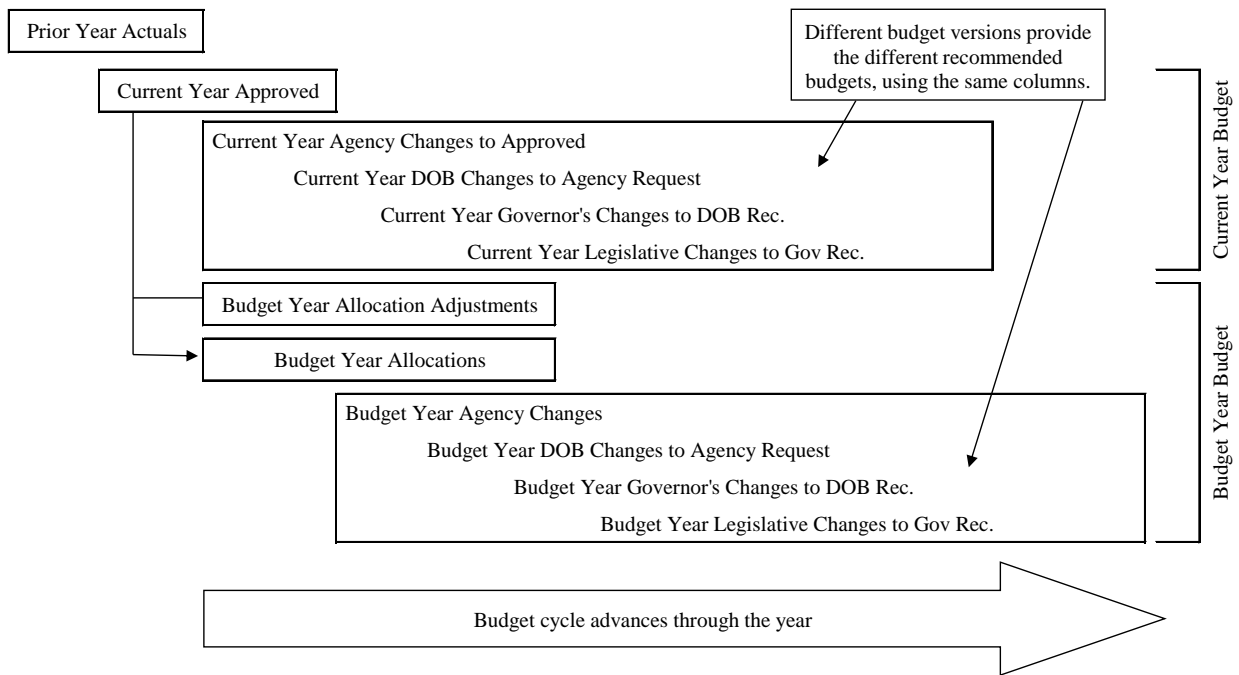 Prior Year Actuals
Different budget versions provide
the different recommended
budgets, using the same columns.
Current Year Approved
Current Year Agency Changes to Approved
Current Year DOB Changes to Agency Request
Current Year Governor's Changes to DOB Rec.
Current Year Legislative Changes to Gov Rec.
Current Year Budget
Budget Year Allocation Adjustments
Budget Year Allocations
Budget Year Agency Changes
Budget Year DOB Changes to Agency Request
Budget Year Governor's Changes to DOB Rec.
Budget Year Legislative Changes to Gov Rec.
Budget Year Budget
Budget cycle advances through the year